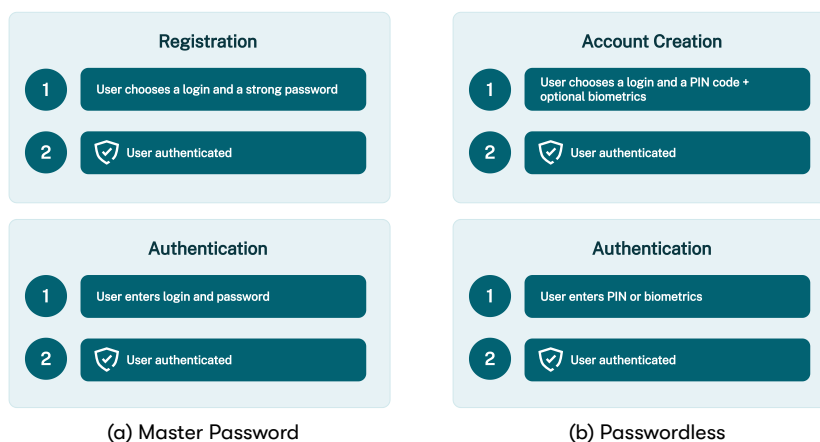 Registration
1
User chooses a login and a strong password
2
User authenticated
Authentication
1
User enters login and password
2
User authenticated
(a) Master Password
Account Creation
1
User chooses a login and a PIN code +
optional biometrics
2
User authenticated
Authentication
1
User enters PIN or biometrics
2
User authenticated
(b) Passwordless